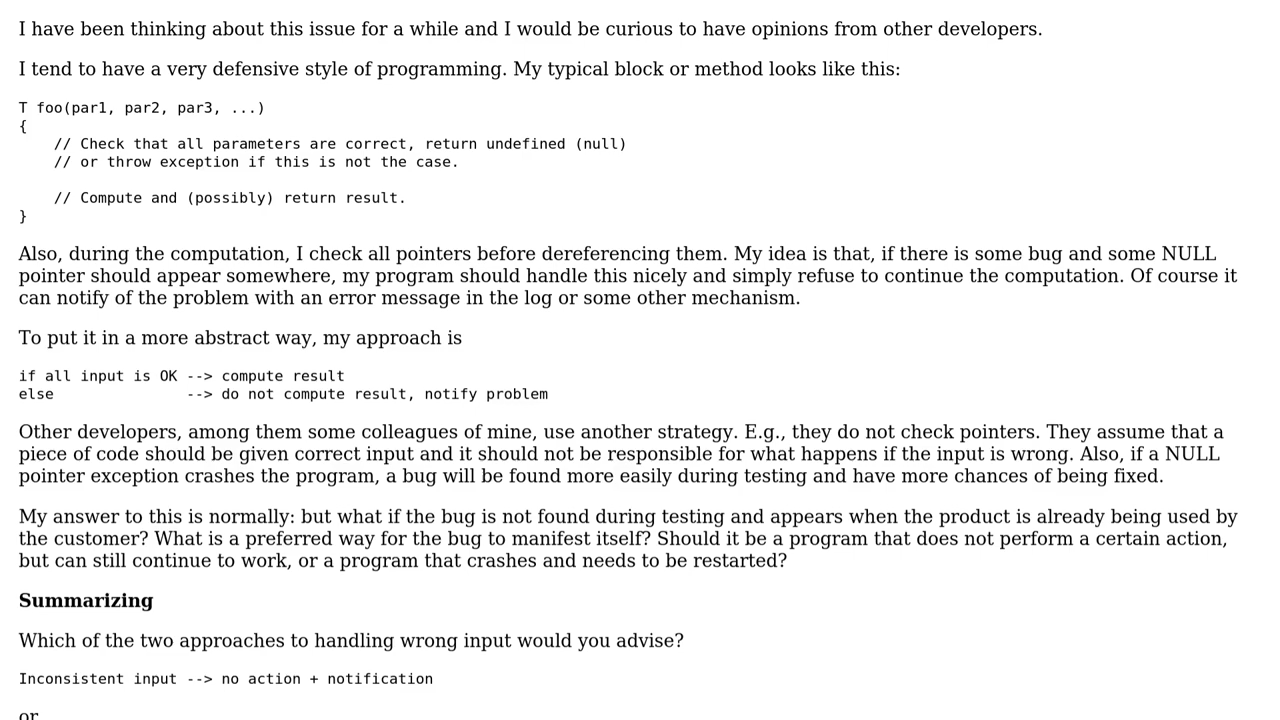 I have been thinking about this issue for a while and I would be curious to have opinions from other developers.
I tend to have a very defensive style of programming. My typical block or method looks like this:
T foo(par1, par2, par3, ...)
{
    // Check that all parameters are correct, return undefined (null)
    // or throw exception if this is not the case.
    // Compute and (possibly) return result.
}
Also, during the computation, I check all pointers before dereferencing them. My idea is that, if there is some bug and some NULL
pointer should appear somewhere, my program should handle this nicely and simply refuse to continue the computation. Of course it
can notify of the problem with an error message in the log or some other mechanism.
To put it in a more abstract way, my approach is
if all input is OK --> compute result
else               --> do not compute result, notify problem
Other developers, among them some colleagues of mine, use another strategy. E.g., they do not check pointers. They assume that a
piece of code should be given correct input and it should not be responsible for what happens if the input is wrong. Also, if a NULL
pointer exception crashes the program, a bug will be found more easily during testing and have more chances of being fixed.
My answer to this is normally: but what if the bug is not found during testing and appears when the product is already being used by
the customer? What is a preferred way for the bug to manifest itself? Should it be a program that does not perform a certain action,
but can still continue to work, or a program that crashes and needs to be restarted?
Summarizing
Which of the two approaches to handling wrong input would you advise?
Inconsistent input --> no action + notification
or